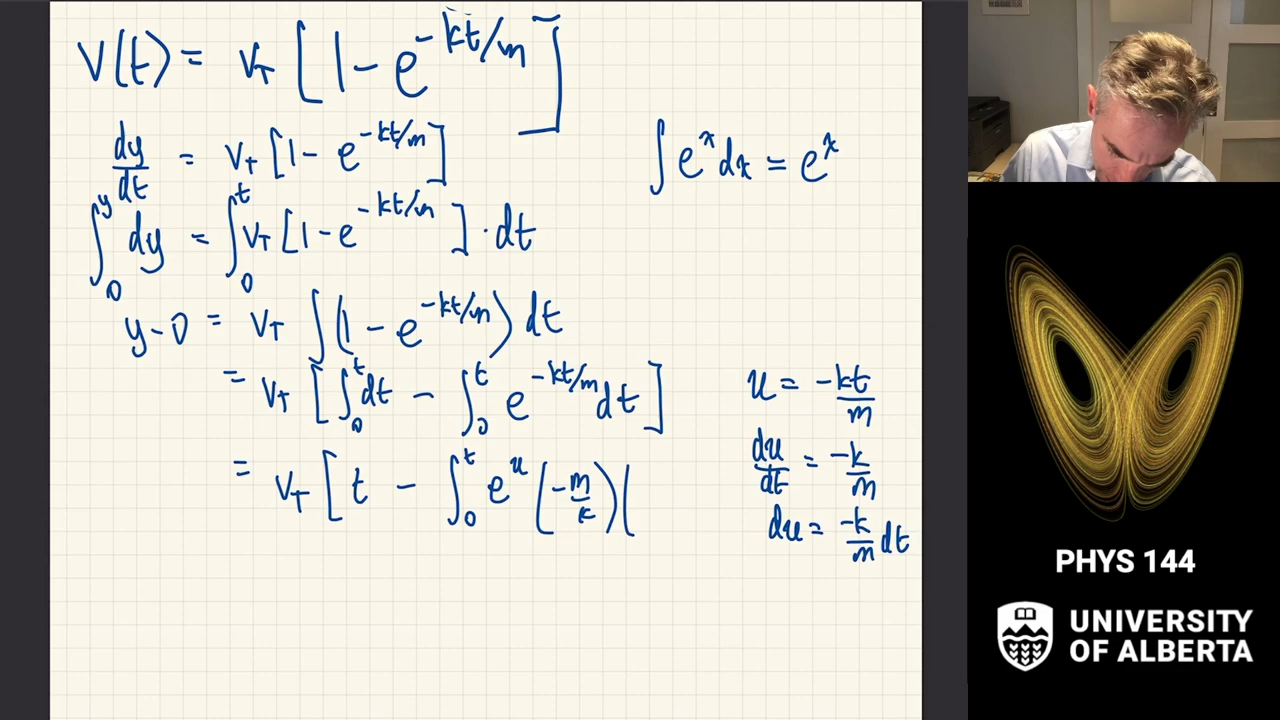 V(t) = v_T [1 - e^{-kt/m}]
dy/dt = v_T [1 - e^{-kt/m}]
∫e^x dx = e^x
∫_0^y dy = ∫_0^t v_T [1 - e^{-kt/m}] · dt
y - 0 = v_T ∫(1 - e^{-kt/m}) dt
= v_T [∫_0^t dt - ∫_0^t e^{-kt/m} dt]
= v_T [t - ∫_0^t e^u (-m/k)(
u = -kt/m
du/dt = -k/m
du = -k/m dt
PHYS 144
UNIVERSITY
OF ALBERTA